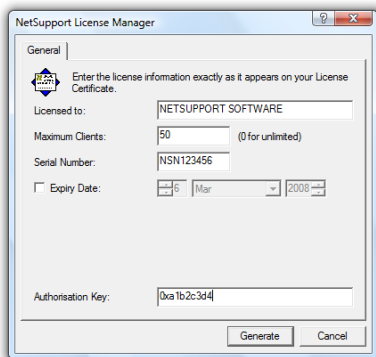 NetSupport License Manager
General
Enter the license information exactly as it appears on your License
Certificate.
Licensed to: NETSUPPORT SOFTWARE
Maximum Clients: 50 (0 for unlimited)
Serial Number: NSN123456
Expiry Date: 6 Mar 2008
Authorisation Key: 0xa1b2c3d4
Generate Cancel